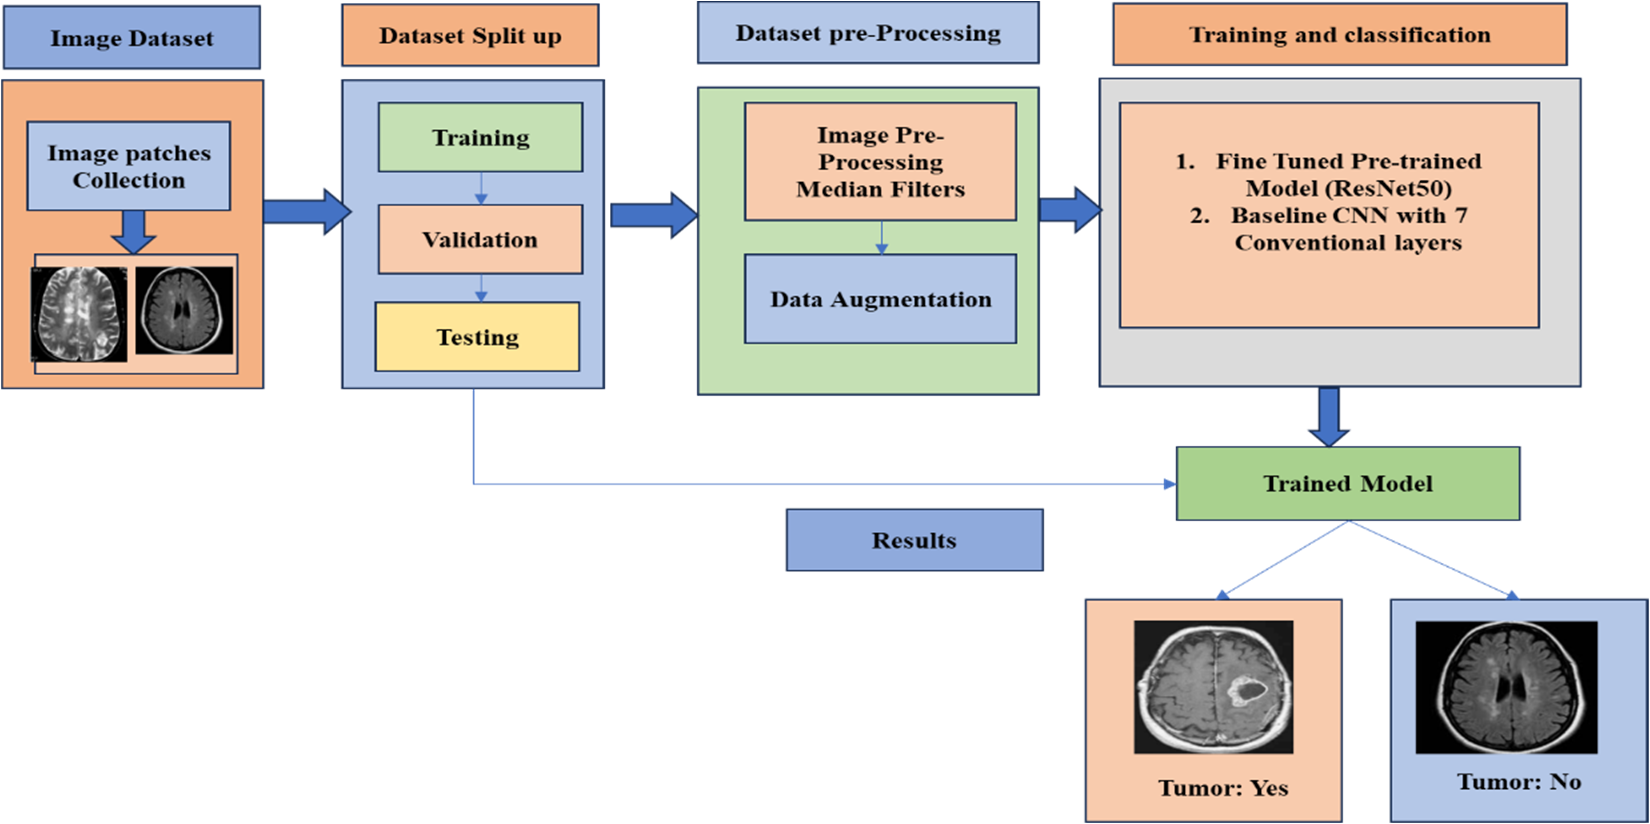 Image Dataset
Dataset Split up
Dataset pre-Processing
Training and classification
Image patches
Collection
Training
Validation
Testing
Image Pre-
Processing
Median Filters
Data Augmentation
1. Fine Tuned Pre-trained
Model (ResNet50)
2. Baseline CNN with 7
Conventional layers
Trained Model
Results
Tumor: Yes
Tumor: No